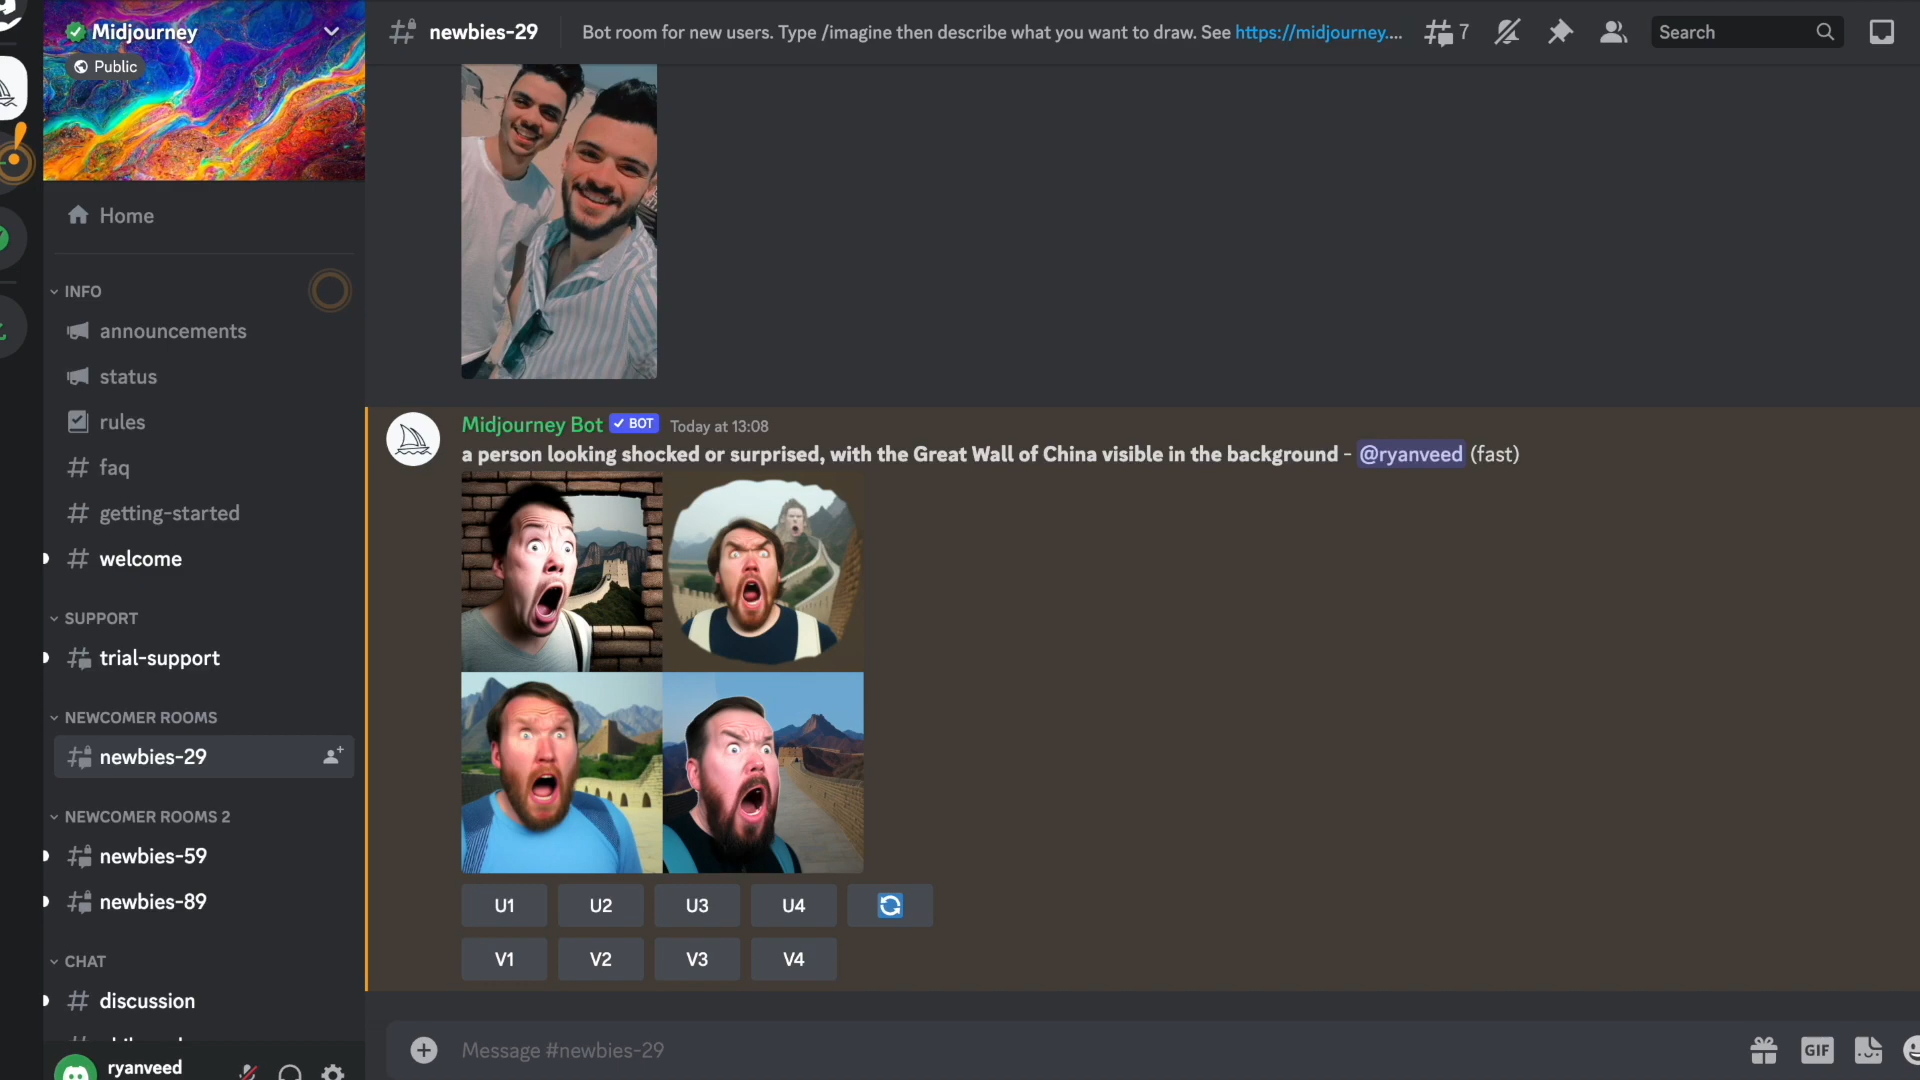 Midjourney
Public
Home
INFO
announcements
status
rules
faq
getting-started
welcome
SUPPORT
trial-support
NEWCOMER ROOMS
newbies-29
NEWCOMER ROOMS 2
newbies-59
newbies-89
CHAT
discussion
ryanveed
newbies-29
Bot room for new users. Type /imagine then describe what you want to draw. See https://midjourney....
7
Search
Midjourney Bot ✓ BOT Today at 13:08
a person looking shocked or surprised, with the Great Wall of China visible in the background - @ryanveed (fast)
U1 U2 U3 U4
V1 V2 V3 V4
Message #newbies-29
GIF